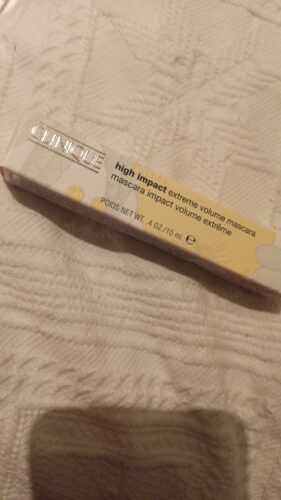 CLINIQUE
high impact extreme volume mascara
mascara impact volume extrême
POIDS NET WT. .4 OZ./10 ml e